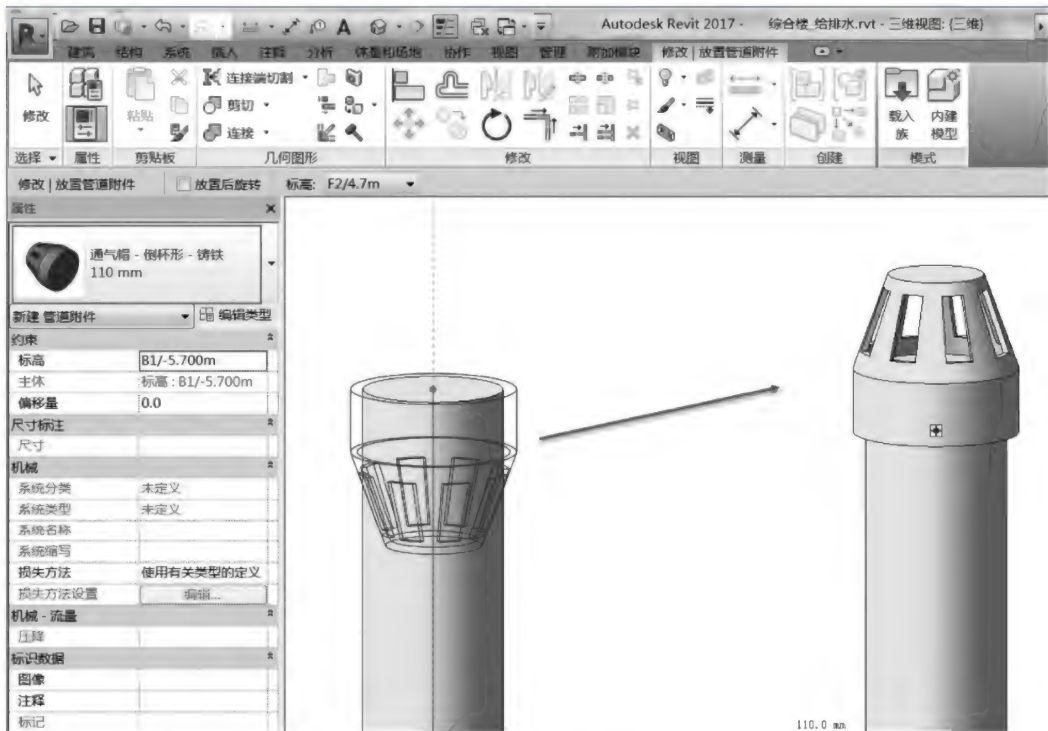 Autodesk Revit 2017 - 综合楼_给排水.rvt - 三维视图: {三维}
建筑 结构 系统 插入 注释 分析 体量和场地 协作 视图 管理 附加模块 修改 | 放置管道附件
修改 粘贴 连接端切割 剪切 连接 载入族 内建模型
选择 属性 剪贴板 几何图形 修改 视图 测量 创建 模式
修改 | 放置管道附件 放置后旋转 标高: F2/4.7m
属性
通气帽 - 倒杯形 - 铸铁
110 mm
新建 管道附件 编辑类型
约束
标高 B1/-5.700m
主体 标高 : B1/-5.700m
偏移量 0.0
尺寸标注
尺寸
机械
系统分类 未定义
系统类型 未定义
系统名称
系统缩写
损失方法 使用有关类型的定义
损失方法设置 编辑...
机械 - 流量
压降
标识数据
图像
注释
标记
110.0 mm